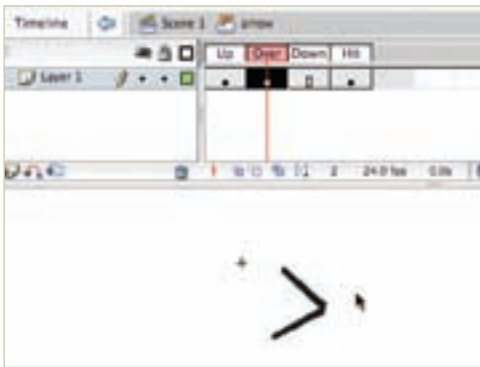 Timeline Scene 1 arrow
Up Over Down Hit
Layer 1
2 24.0 fps 0.0s